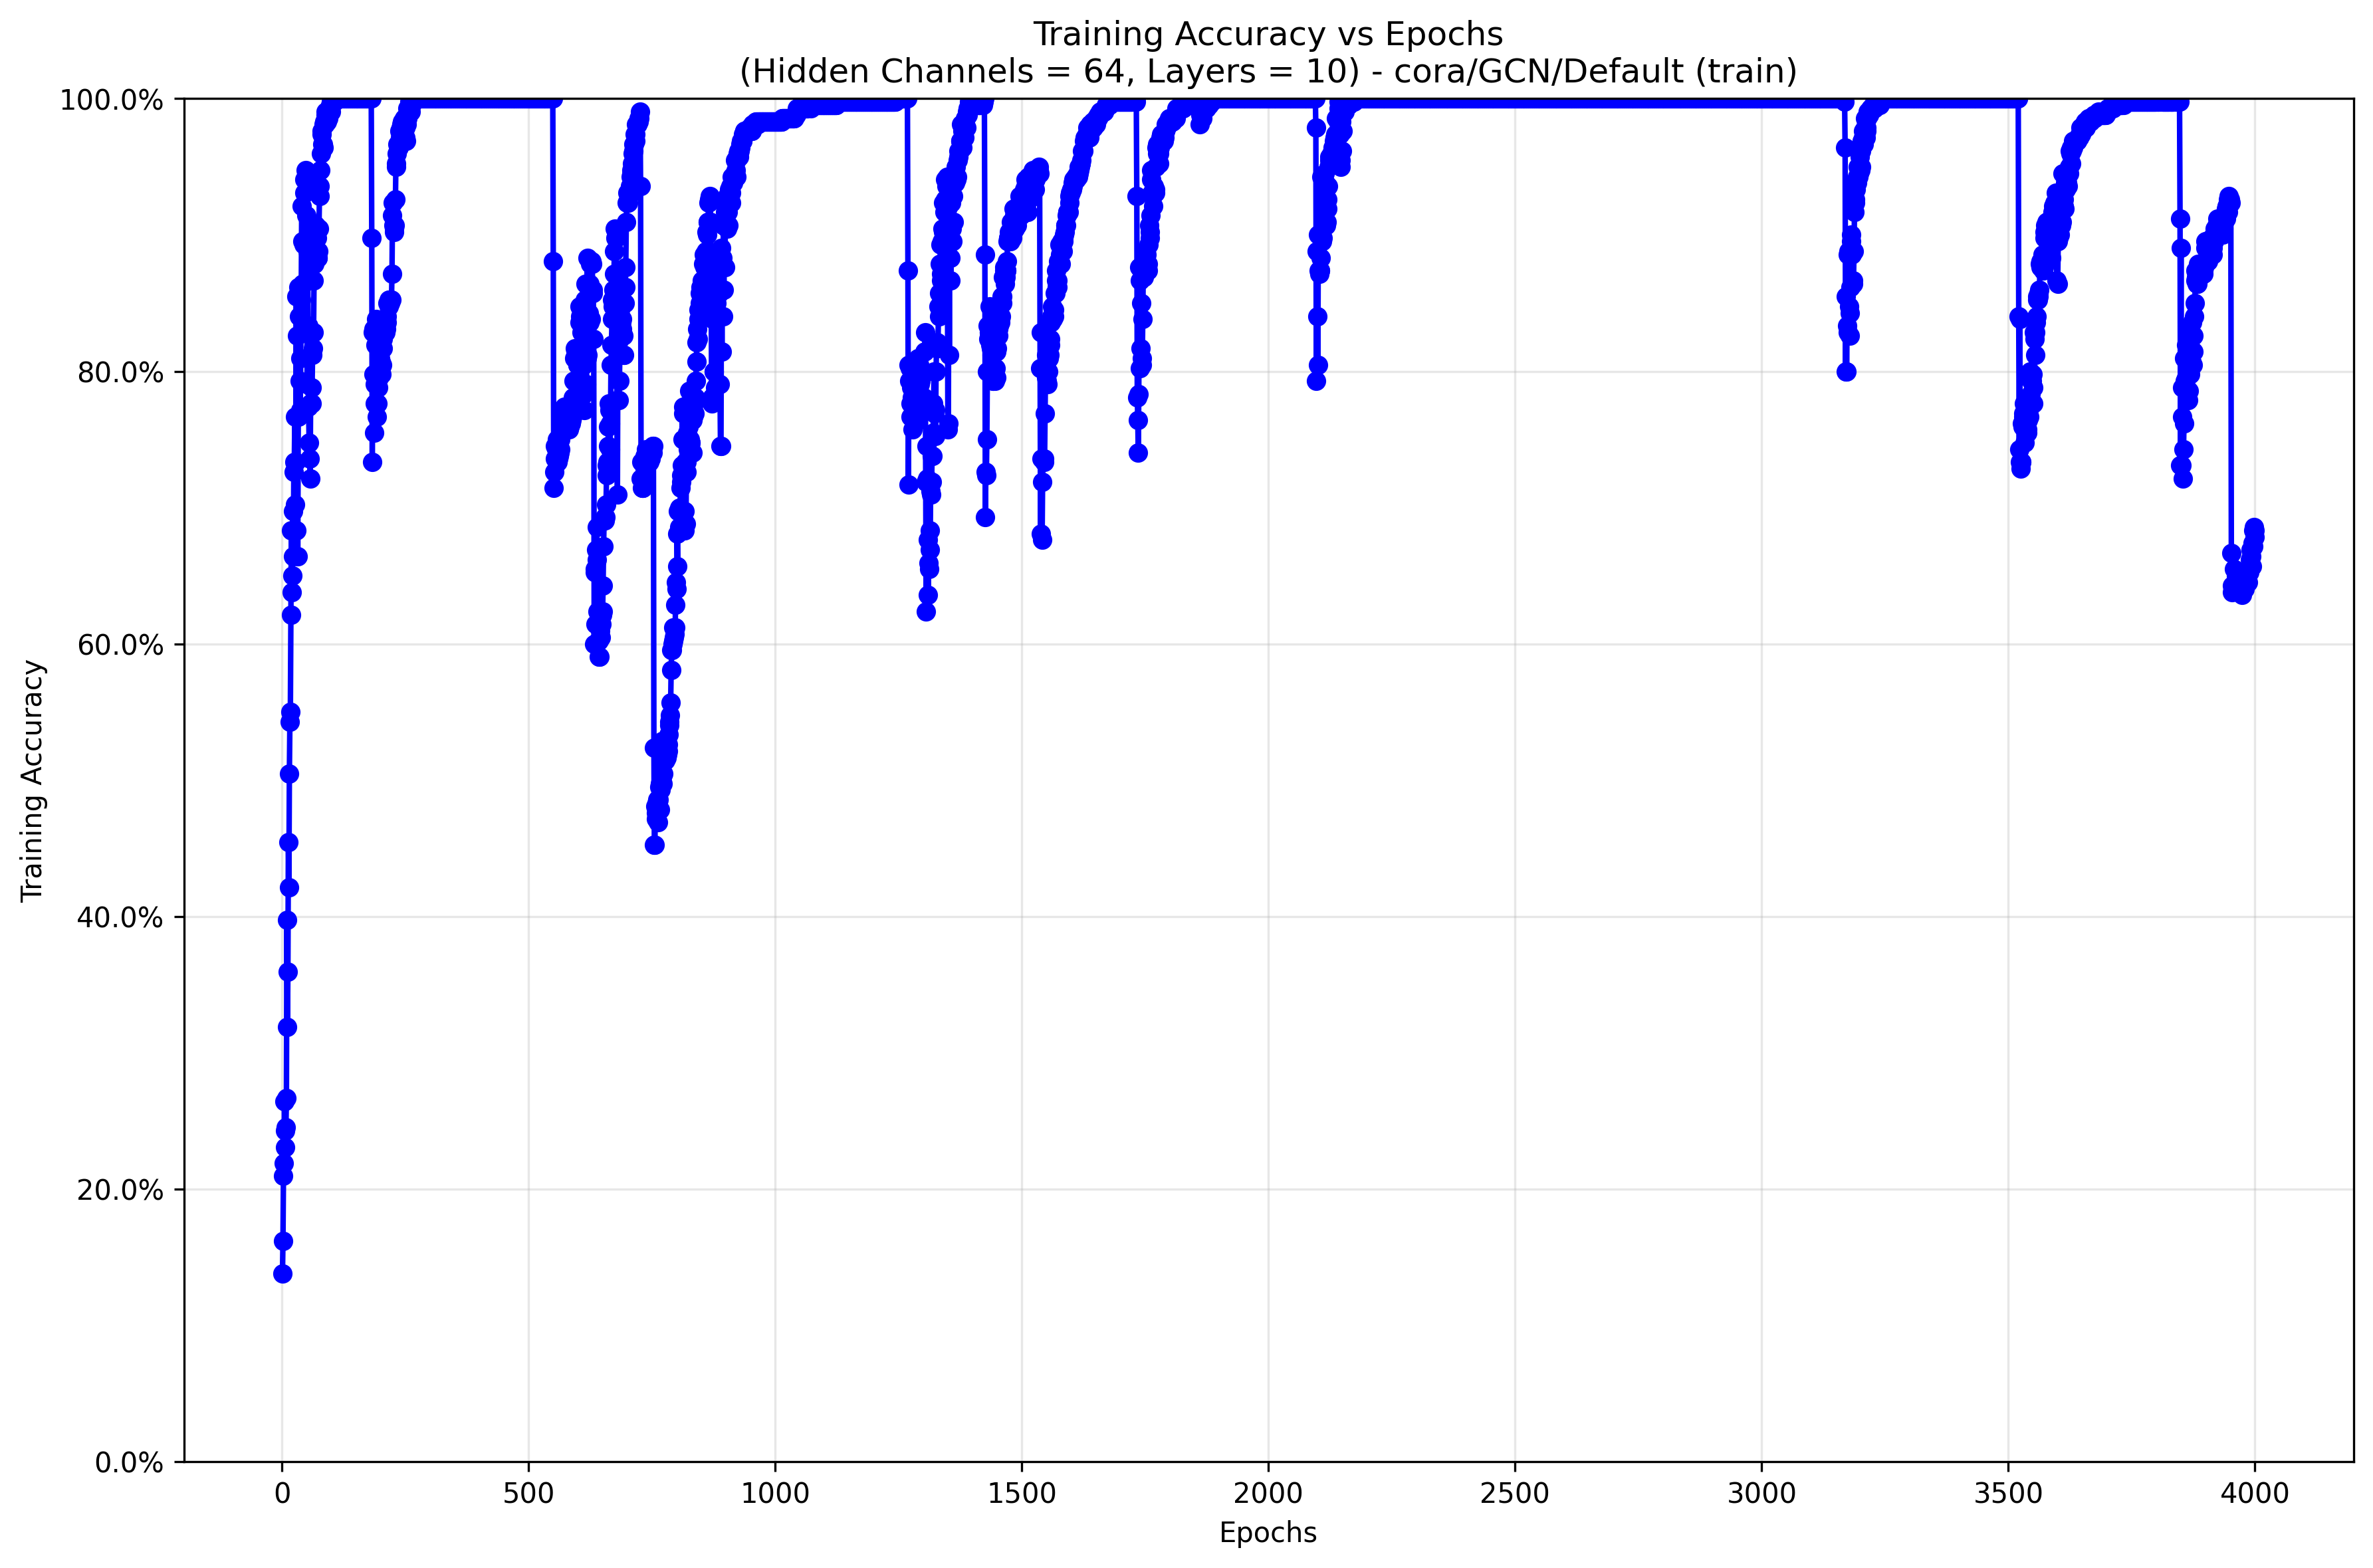 Training Accuracy vs Epochs
(Hidden Channels = 64, Layers = 10) - cora/GCN/Default (train)
100.0%
80.0%
60.0%
40.0%
20.0%
0.0%
Training Accuracy
0 500 1000 1500 2000 2500 3000 3500 4000
Epochs